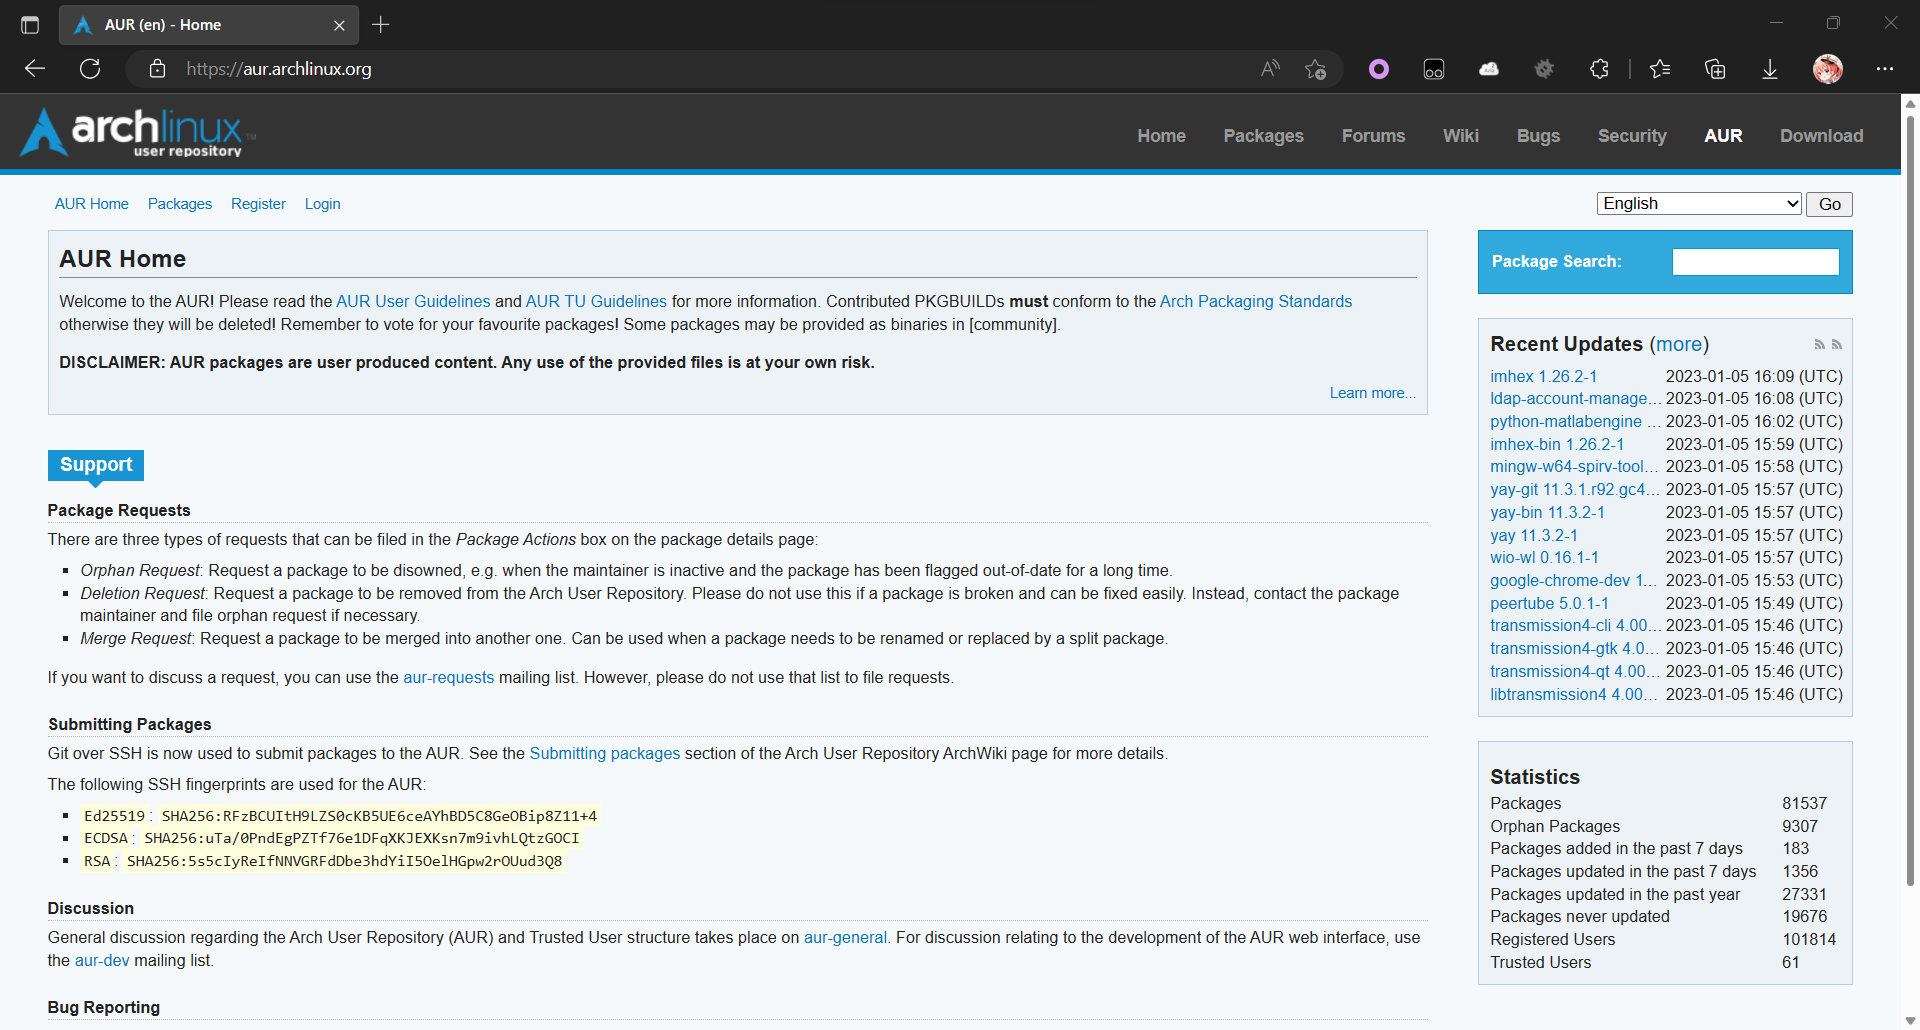 AUR (en) - Home
https://aur.archlinux.org
archlinux™
user repository
Home Packages Forums Wiki Bugs Security AUR Download
AUR Home Packages Register Login
English Go
AUR Home
Welcome to the AUR! Please read the AUR User Guidelines and AUR TU Guidelines for more information. Contributed PKGBUILDs must conform to the Arch Packaging Standards
otherwise they will be deleted! Remember to vote for your favourite packages! Some packages may be provided as binaries in [community].
DISCLAIMER: AUR packages are user produced content. Any use of the provided files is at your own risk.
Learn more...
Support
Package Requests
There are three types of requests that can be filed in the Package Actions box on the package details page:
Orphan Request: Request a package to be disowned, e.g. when the maintainer is inactive and the package has been flagged out-of-date for a long time.
Deletion Request: Request a package to be removed from the Arch User Repository. Please do not use this if a package is broken and can be fixed easily. Instead, contact the package
maintainer and file orphan request if necessary.
Merge Request: Request a package to be merged into another one. Can be used when a package needs to be renamed or replaced by a split package.
If you want to discuss a request, you can use the aur-requests mailing list. However, please do not use that list to file requests.
Submitting Packages
Git over SSH is now used to submit packages to the AUR. See the Submitting packages section of the Arch User Repository ArchWiki page for more details.
The following SSH fingerprints are used for the AUR:
Ed25519: SHA256:RFzBCUItH9LZS0cKB5UE6ceAYhBD5C8GeOBip8Z11+4
ECDSA: SHA256:uTa/0PndEgPZTf76e1DFqXKJEXKsn7m9ivhLQtzGOCI
RSA: SHA256:5s5cIyReIfNNVGRFdDbe3hdYiI5OelHGpw2rOUud3Q8
Discussion
General discussion regarding the Arch User Repository (AUR) and Trusted User structure takes place on aur-general. For discussion relating to the development of the AUR web interface, use
the aur-dev mailing list.
Bug Reporting
Package Search:
Recent Updates (more)
imhex 1.26.2-1 2023-01-05 16:09 (UTC)
ldap-account-manage... 2023-01-05 16:08 (UTC)
python-matlabengine ... 2023-01-05 16:02 (UTC)
imhex-bin 1.26.2-1 2023-01-05 15:59 (UTC)
mingw-w64-spirv-tool... 2023-01-05 15:58 (UTC)
yay-git 11.3.1.r92.gc4... 2023-01-05 15:57 (UTC)
yay-bin 11.3.2-1 2023-01-05 15:57 (UTC)
yay 11.3.2-1 2023-01-05 15:57 (UTC)
wio-wl 0.16.1-1 2023-01-05 15:57 (UTC)
google-chrome-dev 1... 2023-01-05 15:53 (UTC)
peertube 5.0.1-1 2023-01-05 15:49 (UTC)
transmission4-cli 4.00... 2023-01-05 15:46 (UTC)
transmission4-gtk 4.0... 2023-01-05 15:46 (UTC)
transmission4-qt 4.00... 2023-01-05 15:46 (UTC)
libtransmission4 4.00... 2023-01-05 15:46 (UTC)
Statistics
Packages 81537
Orphan Packages 9307
Packages added in the past 7 days 183
Packages updated in the past 7 days 1356
Packages updated in the past year 27331
Packages never updated 19676
Registered Users 101814
Trusted Users 61